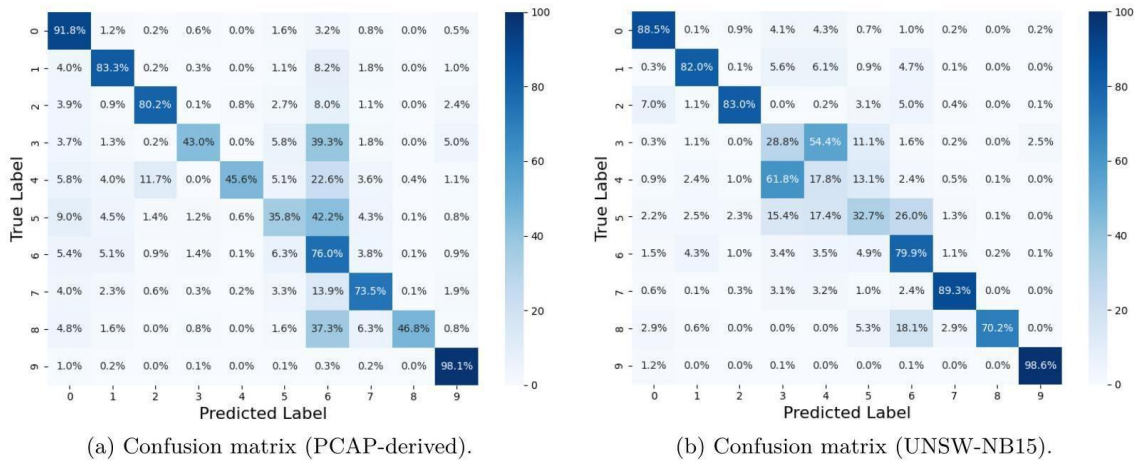 0 91.8% 1.2% 0.2% 0.6% 0.0% 1.6% 3.2% 0.8% 0.0% 0.5%
1 4.0% 83.3% 0.2% 0.3% 0.0% 1.1% 8.2% 1.8% 0.0% 1.0%
2 3.9% 0.9% 80.2% 0.1% 0.8% 2.7% 8.0% 1.1% 0.0% 2.4%
3 3.7% 1.3% 0.2% 43.0% 0.0% 5.8% 39.3% 1.8% 0.0% 5.0%
4 5.8% 4.0% 11.7% 0.0% 45.6% 5.1% 22.6% 3.6% 0.4% 1.1%
5 9.0% 4.5% 1.4% 1.2% 0.6% 35.8% 42.2% 4.3% 0.1% 0.8%
6 5.4% 5.1% 0.9% 1.4% 0.1% 6.3% 76.0% 3.8% 0.1% 0.9%
7 4.0% 2.3% 0.6% 0.3% 0.2% 3.3% 13.9% 73.5% 0.1% 1.9%
8 4.8% 1.6% 0.0% 0.8% 0.0% 1.6% 37.3% 6.3% 46.8% 0.8%
9 1.0% 0.2% 0.0% 0.1% 0.0% 0.1% 0.3% 0.2% 0.0% 98.1%
0 1 2 3 4 5 6 7 8 9
True Label
Predicted Label
100
80
60
40
20
0
(a) Confusion matrix (PCAP-derived).
0 88.5% 0.1% 0.9% 4.1% 4.3% 0.7% 1.0% 0.2% 0.0% 0.2%
1 0.3% 82.0% 0.1% 5.6% 6.1% 0.9% 4.7% 0.1% 0.0% 0.0%
2 7.0% 1.1% 83.0% 0.0% 0.2% 3.1% 5.0% 0.4% 0.0% 0.1%
3 0.3% 1.1% 0.0% 28.8% 54.4% 11.1% 1.6% 0.2% 0.0% 2.5%
4 0.9% 2.4% 1.0% 61.8% 17.8% 13.1% 2.4% 0.5% 0.1% 0.0%
5 2.2% 2.5% 2.3% 15.4% 17.4% 32.7% 26.0% 1.3% 0.1% 0.0%
6 1.5% 4.3% 1.0% 3.4% 3.5% 4.9% 79.9% 1.1% 0.2% 0.1%
7 0.6% 0.1% 0.3% 3.1% 3.2% 1.0% 2.4% 89.3% 0.0% 0.0%
8 2.9% 0.6% 0.0% 0.0% 0.0% 5.3% 18.1% 2.9% 70.2% 0.0%
9 1.2% 0.0% 0.0% 0.1% 0.0% 0.0% 0.1% 0.0% 0.0% 98.6%
0 1 2 3 4 5 6 7 8 9
True Label
Predicted Label
100
80
60
40
20
0
(b) Confusion matrix (UNSW-NB15).